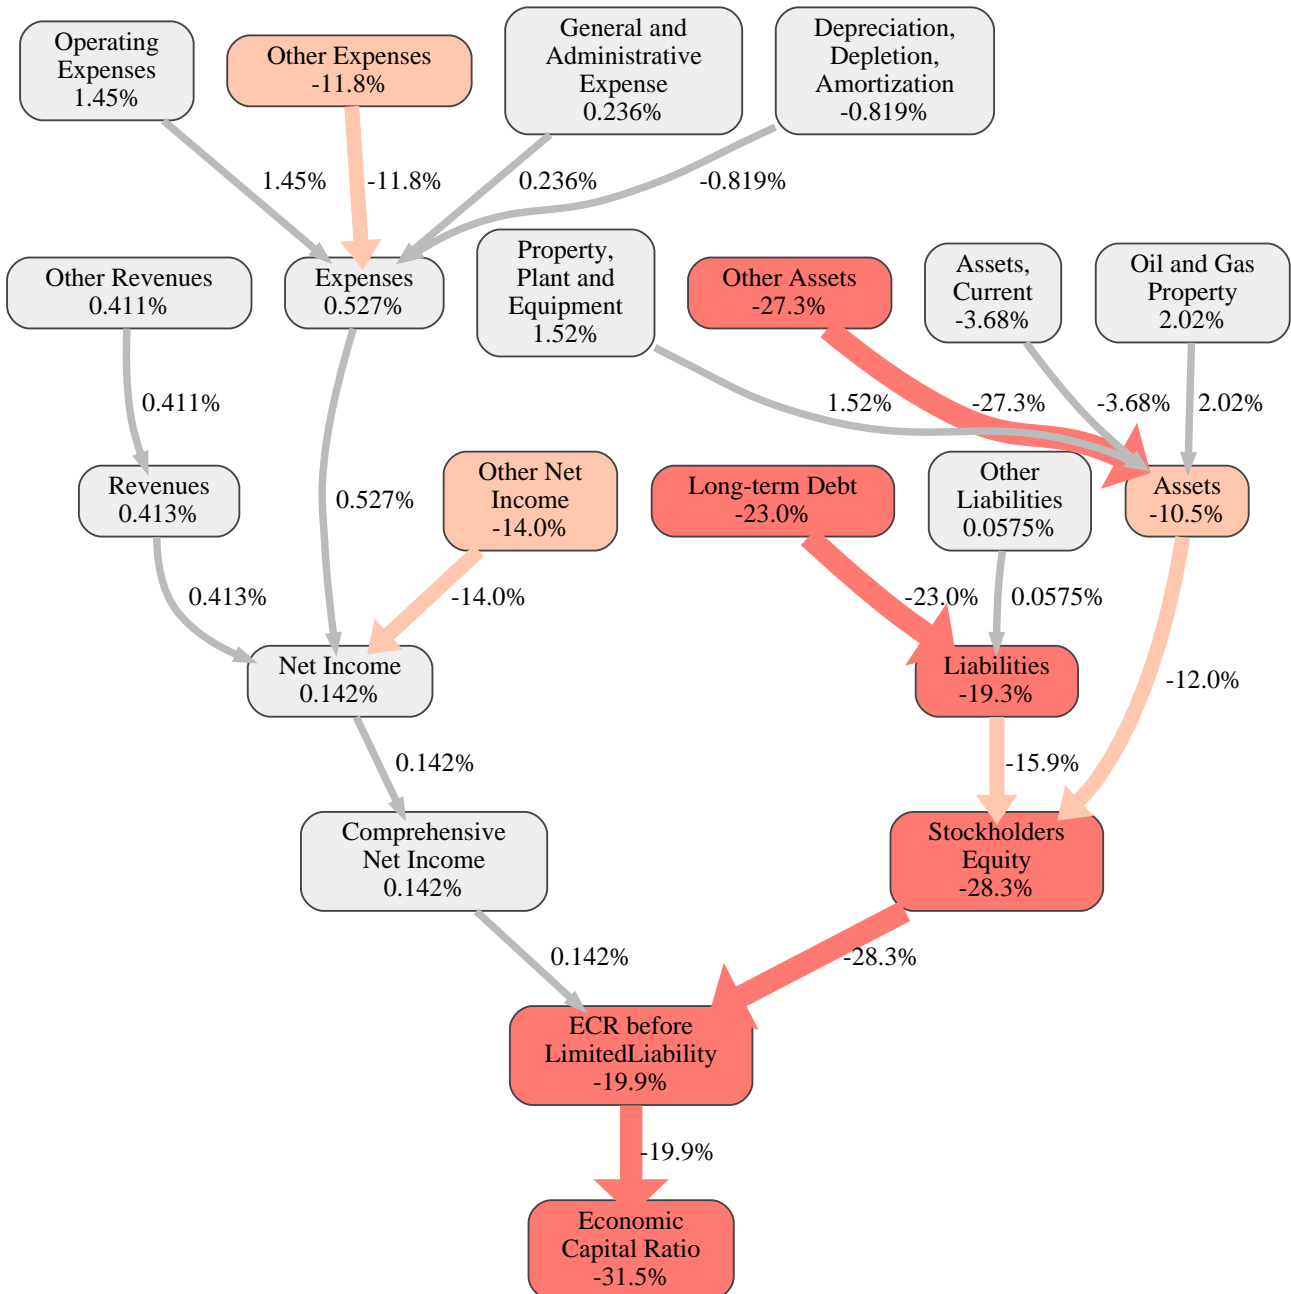 Operating
Expenses
1.45%
Other Expenses
-11.8%
General and
Administrative
Expense
0.236%
Depreciation,
Depletion,
Amortization
-0.819%
1.45%
-11.8%
0.236%
-0.819%
Other Revenues
0.411%
Expenses
0.527%
Property,
Plant and
Equipment
1.52%
Other Assets
-27.3%
Assets,
Current
-3.68%
Oil and Gas
Property
2.02%
0.411%
1.52%
-27.3%
-3.68%
2.02%
Revenues
0.413%
0.527%
Other Net
Income
-14.0%
Long-term Debt
-23.0%
Other
Liabilities
0.0575%
Assets
-10.5%
0.413%
-14.0%
-23.0%
0.0575%
Net Income
0.142%
Liabilities
-19.3%
-12.0%
0.142%
-15.9%
Comprehensive
Net Income
0.142%
Stockholders
Equity
-28.3%
0.142%
-28.3%
ECR before
LimitedLiability
-19.9%
-19.9%
Economic
Capital Ratio
-31.5%